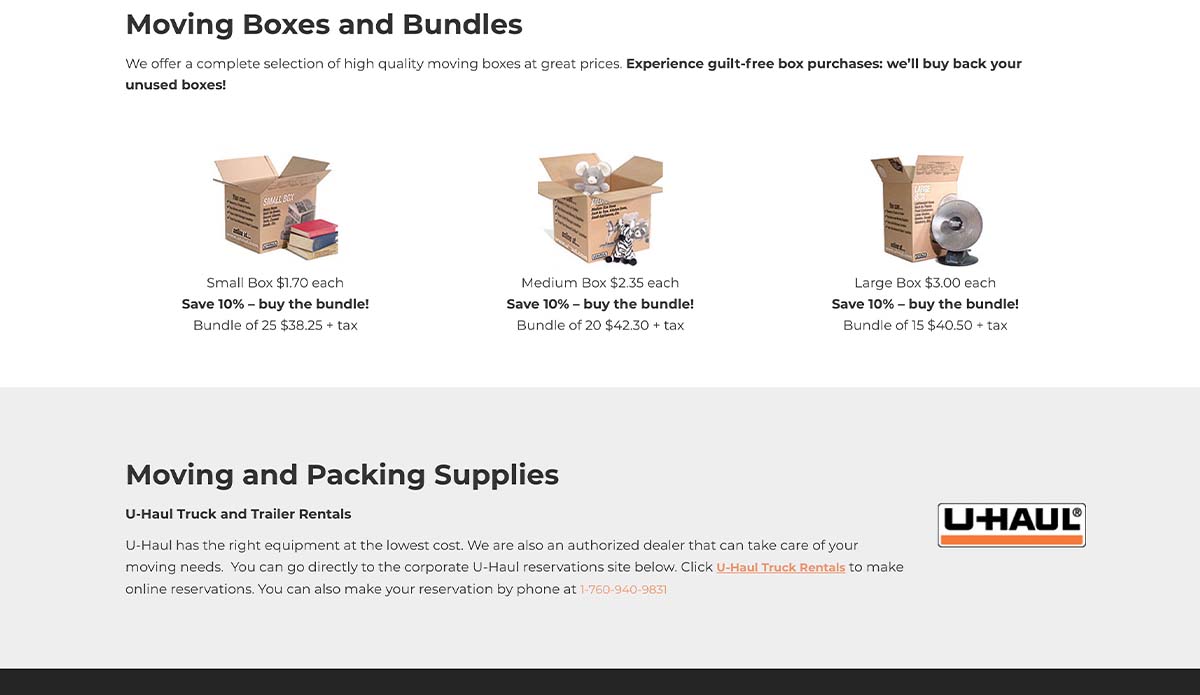 Moving Boxes and Bundles
We offer a complete selection of high quality moving boxes at great prices. Experience guilt-free box purchases: we’ll buy back your
unused boxes!
SMALL BOX
LARGE
Small Box $1.70 each
Save 10% – buy the bundle!
Bundle of 25 $38.25 + tax
Medium Box $2.35 each
Save 10% – buy the bundle!
Bundle of 20 $42.30 + tax
Large Box $3.00 each
Save 10% – buy the bundle!
Bundle of 15 $40.50 + tax
Moving and Packing Supplies
U-Haul Truck and Trailer Rentals
U-Haul has the right equipment at the lowest cost. We are also an authorized dealer that can take care of your
moving needs.  You can go directly to the corporate U-Haul reservations site below. Click U-Haul Truck Rentals to make
online reservations. You can also make your reservation by phone at 1-760-940-9831
U-HAUL®